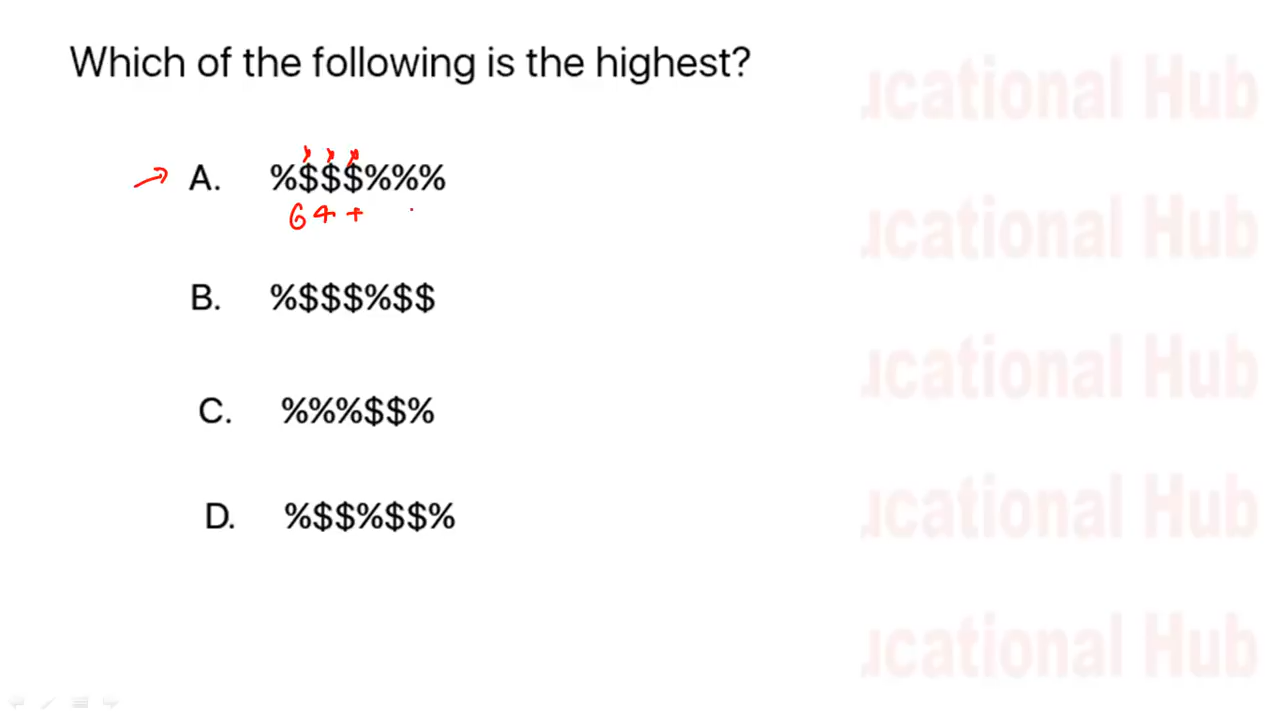 Which of the following is the highest?
A. %$$$%%%
64+
B. %$$$%$$
C. %%%$$%
D. %$$%$$%
ucational Hub
ucational Hub
ucational Hub
ucational Hub
ucational Hub